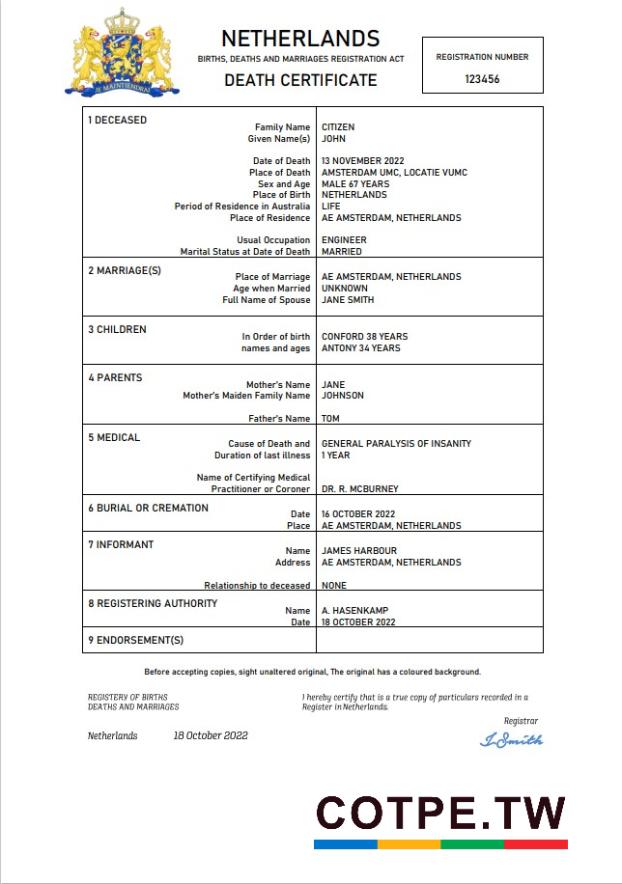 NETHERLANDS
BIRTHS, DEATHS AND MARRIAGES REGISTRATION ACT
DEATH CERTIFICATE
REGISTRATION NUMBER
123456
JE MAINTIENDRAI
1 DECEASED
Family Name CITIZEN
Given Name(s) JOHN
Date of Death 13 NOVEMBER 2022
Place of Death AMSTERDAM UMC, LOCATIE VUMC
Sex and Age MALE 67 YEARS
Place of Birth NETHERLANDS
Period of Residence in Australia LIFE
Place of Residence AE AMSTERDAM, NETHERLANDS
Usual Occupation ENGINEER
Marital Status at Date of Death MARRIED
2 MARRIAGE(S)
Place of Marriage AE AMSTERDAM, NETHERLANDS
Age when Married UNKNOWN
Full Name of Spouse JANE SMITH
3 CHILDREN
In Order of birth CONFORD 38 YEARS
names and ages ANTONY 34 YEARS
4 PARENTS
Mother's Name JANE
Mother's Maiden Family Name JOHNSON
Father's Name TOM
5 MEDICAL
Cause of Death and GENERAL PARALYSIS OF INSANITY
Duration of last illness 1 YEAR
Name of Certifying Medical
Practitioner or Coroner DR. R. MCBURNEY
6 BURIAL OR CREMATION
Date 16 OCTOBER 2022
Place AE AMSTERDAM, NETHERLANDS
7 INFORMANT
Name JAMES HARBOUR
Address AE AMSTERDAM, NETHERLANDS
Relationship to deceased NONE
8 REGISTERING AUTHORITY
Name A. HASENKAMP
Date 18 OCTOBER 2022
9 ENDORSEMENT(S)
Before accepting copies, sight unaltered original, The original has a coloured background.
REGISTERY OF BIRTHS
DEATHS AND MARRIAGES
I hereby certify that is a true copy of particulars recorded in a
Register in Netherlands.
Registrar
Netherlands 18 October 2022
I.Smith
COTPE.TW